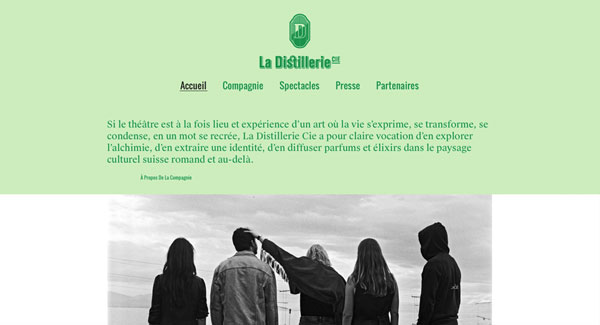 La Distillerie CIE
Accueil Compagnie Spectacles Presse Partenaires
Si le théâtre est à la fois lieu et expérience d'un art où la vie s'exprime, se transforme, se
condense, en un mot se recrée, La Distillerie Cie a pour claire vocation d'en explorer
l'alchimie, d'en extraire une identité, d'en diffuser parfums et élixirs dans le paysage
culturel suisse romand et au-delà.
À Propos De La Compagnie